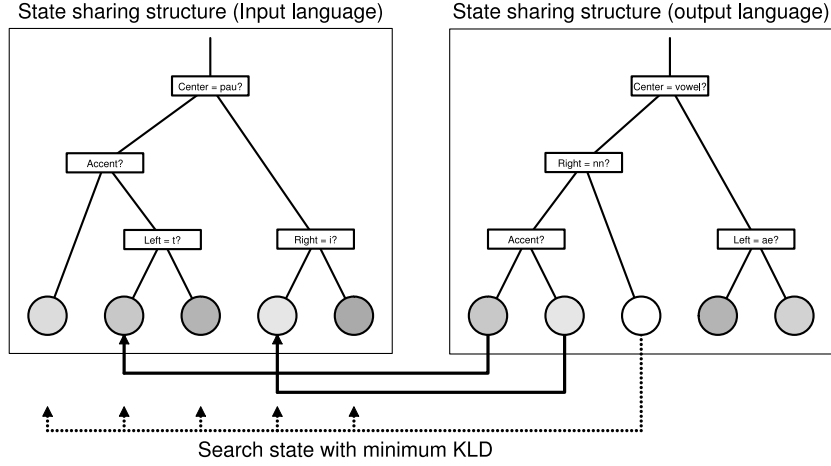 State sharing structure (Input language)
State sharing structure (output language)
Center = pau?
Center = vowel?
Accent?
Right = nn?
Left = t?
Right = i?
Accent?
Left = ae?
Search state with minimum KLD